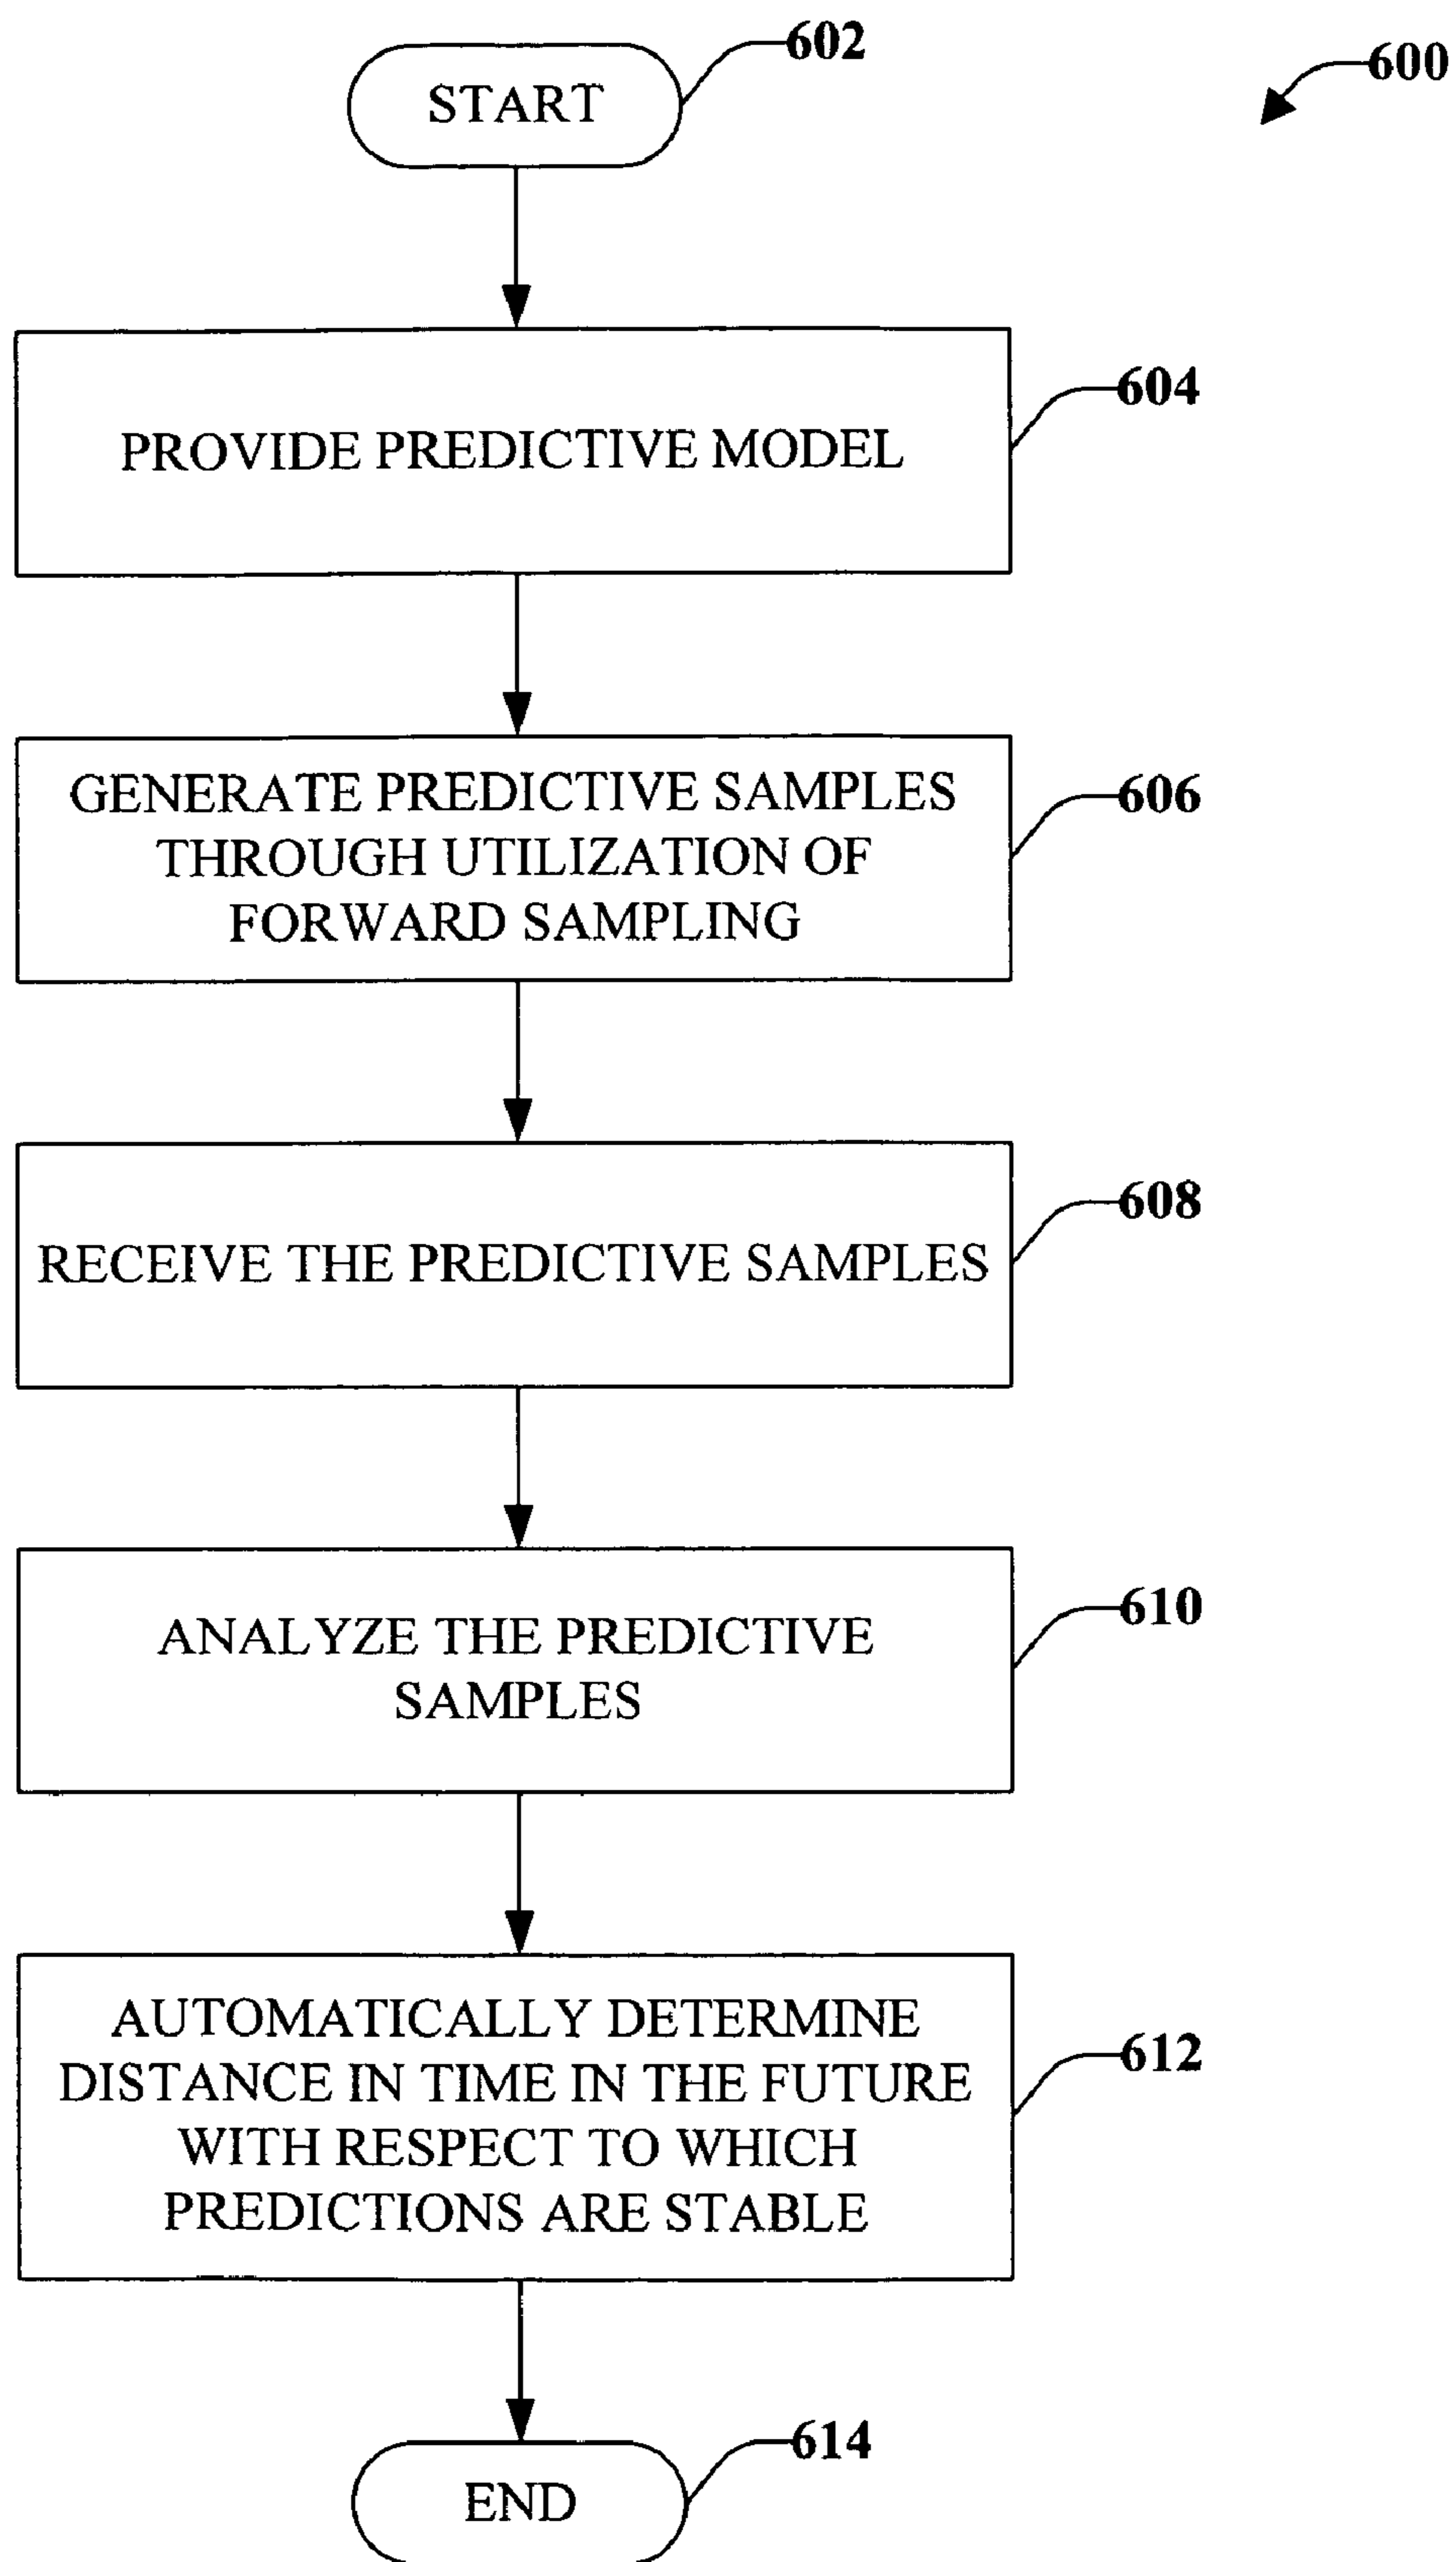 602
600
START
604
PROVIDE PREDICTIVE MODEL
606
GENERATE PREDICTIVE SAMPLES
THROUGH UTILIZATION OF
FORWARD SAMPLING
608
RECEIVE THE PREDICTIVE SAMPLES
610
ANALYZE THE PREDICTIVE
SAMPLES
612
AUTOMATICALLY DETERMINE
DISTANCE IN TIME IN THE FUTURE
WITH RESPECT TO WHICH
PREDICTIONS ARE STABLE
614
END